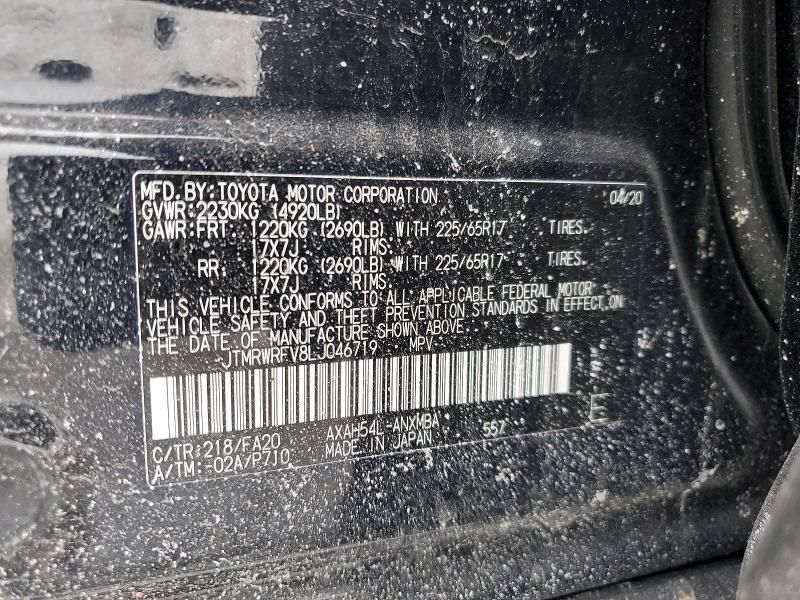 MFD. BY: TOYOTA MOTOR CORPORATION 04/20
GVWR: 2230KG (4920LB)
GAWR: FRT 1220KG (2690LB) WITH 225/65R17 TIRES,
17X7J RIMS,
RR: 1220KG (2690LB) WITH 225/65R17 TIRES,
17X7J RIMS,
THIS VEHICLE CONFORMS TO ALL APPLICABLE FEDERAL MOTOR
VEHICLE SAFETY AND THEFT PREVENTION STANDARDS IN EFFECT ON
THE DATE OF MANUFACTURE SHOWN ABOVE.
JTMRWRFV8LJ046719 MPV
C/TR: 218/FA20 AXAH54L-ANXMBA 557 E
A/TM: -02A/P710 MADE IN JAPAN